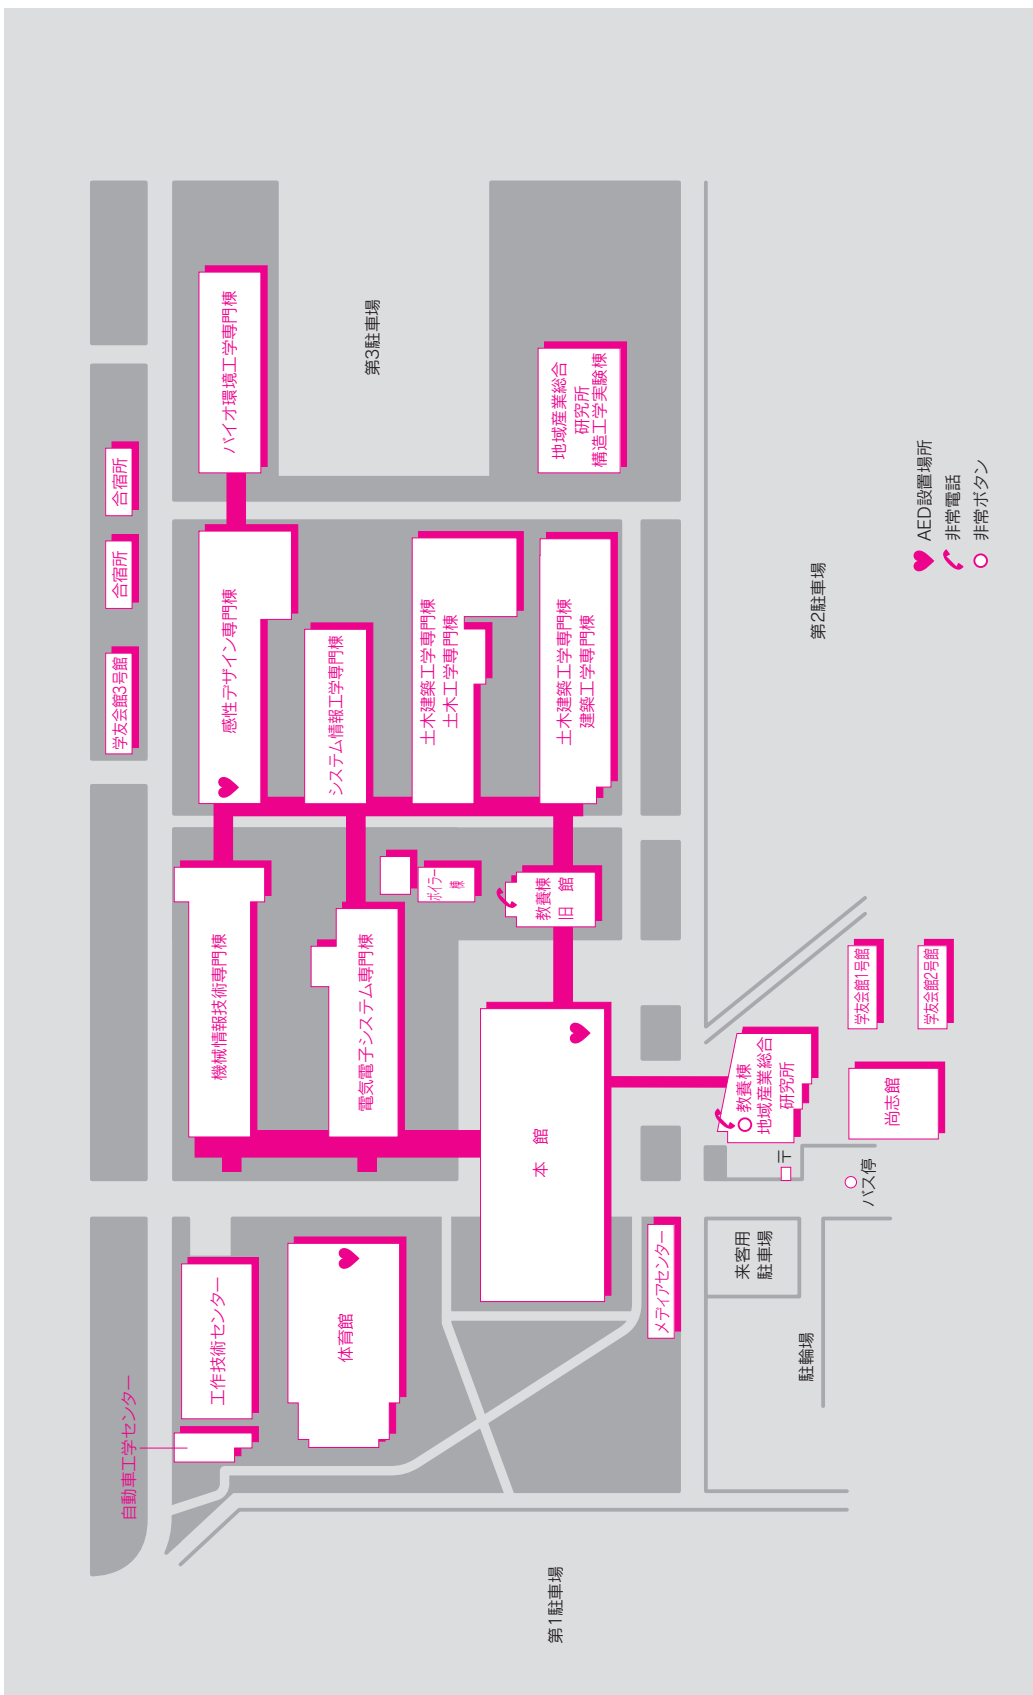 自動車工学センター
工作技術センター
体育館
メディアセンター
来客用
駐車場
駐輪場
第1駐車場
機械情報技術専門棟
電気電子システム専門棟
ボイラー
棟
教養棟
旧 館
本 館
教養棟
地域産業総合
研究所
〒
バス停
尚志館
学友会館1号館
学友会館2号館
学友会館3号館
合宿所
合宿所
感性デザイン専門棟
システム情報工学専門棟
土木建築工学専門棟
土木工学専門棟
土木建築工学専門棟
建築工学専門棟
バイオ環境工学専門棟
第3駐車場
地域産業総合
研究所
構造工学実験棟
第2駐車場
AED設置場所
非常電話
非常ボタン